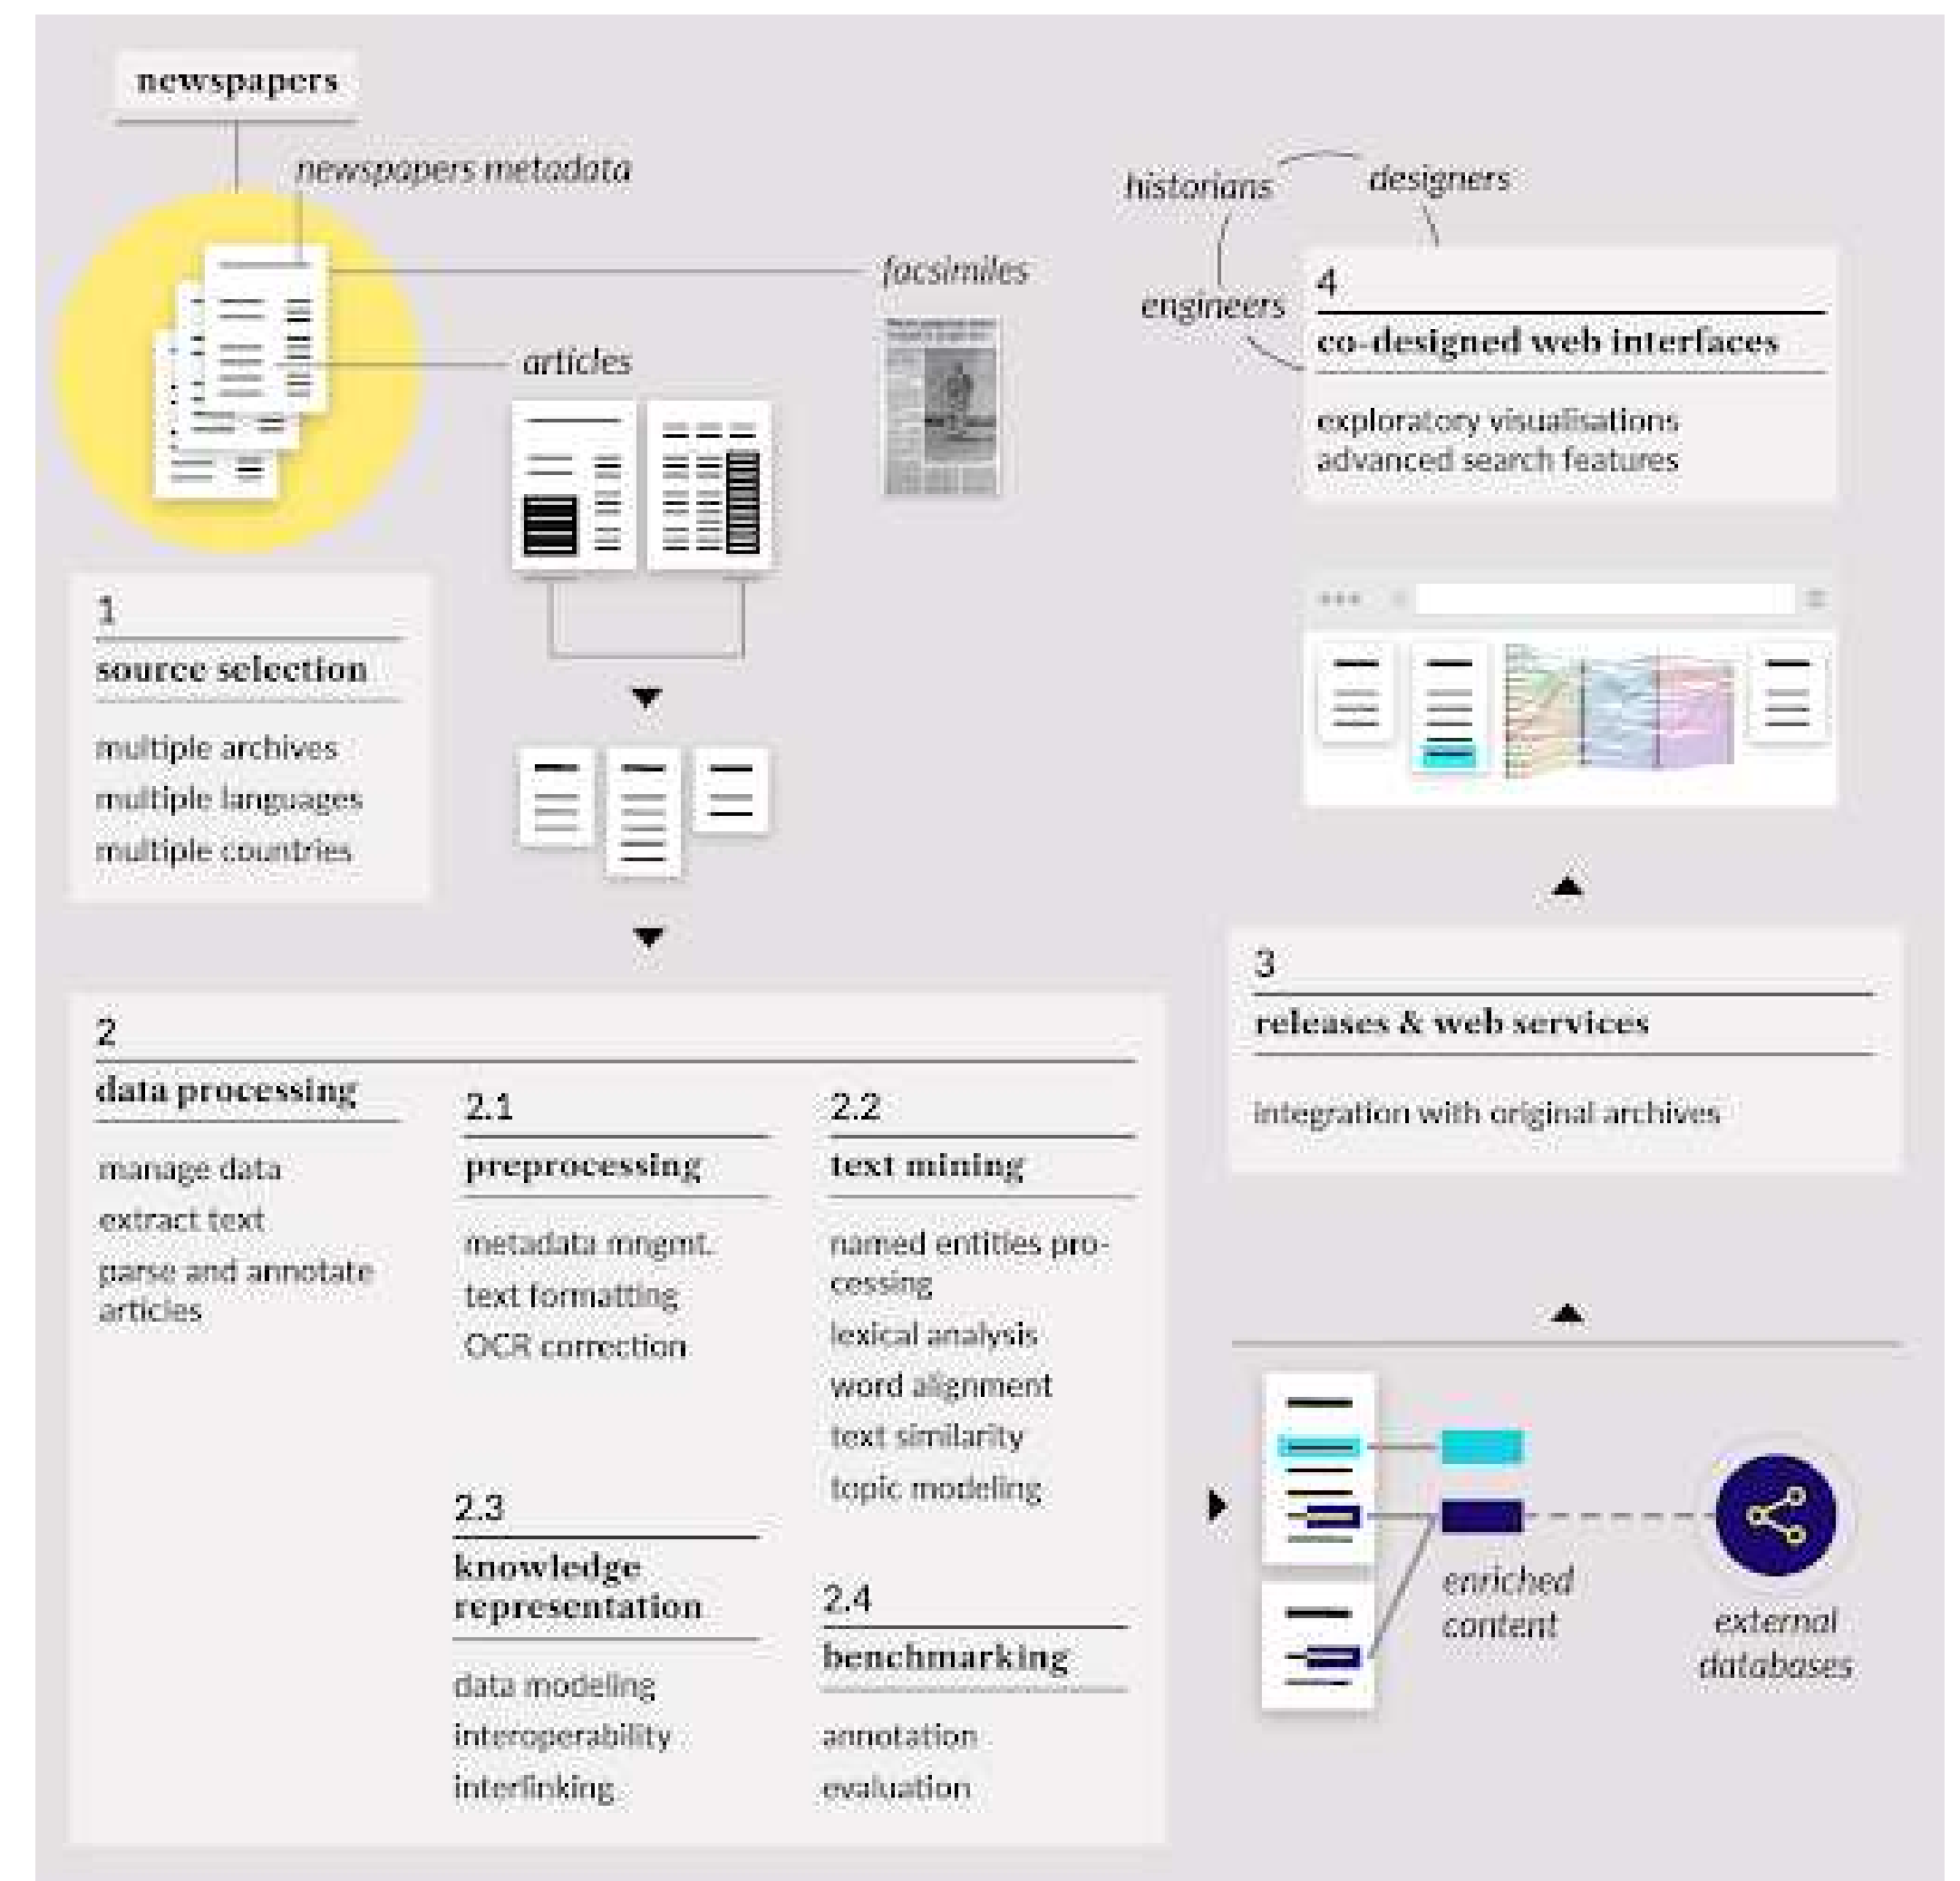 newspapers
newspapers metadata
facsimiles
articles
1
source selection
multiple archives
multiple languages
multiple countries
2
data processing
manage data
extract text
parse and annotate
articles
2.1
preprocessing
metadata mngmt.
text formatting
OCR correction
2.2
text mining
named entities pro-
cessing
lexical analysis
word alignment
text similarity
topic modeling
2.3
knowledge
representation
data modeling
interoperability
interlinking
2.4
benchmarking
annotation
evaluation
enriched
content
external
databases
3
releases & web services
integration with original archives
historians
designers
engineers
4
co-designed web interfaces
exploratory visualisations
advanced search features